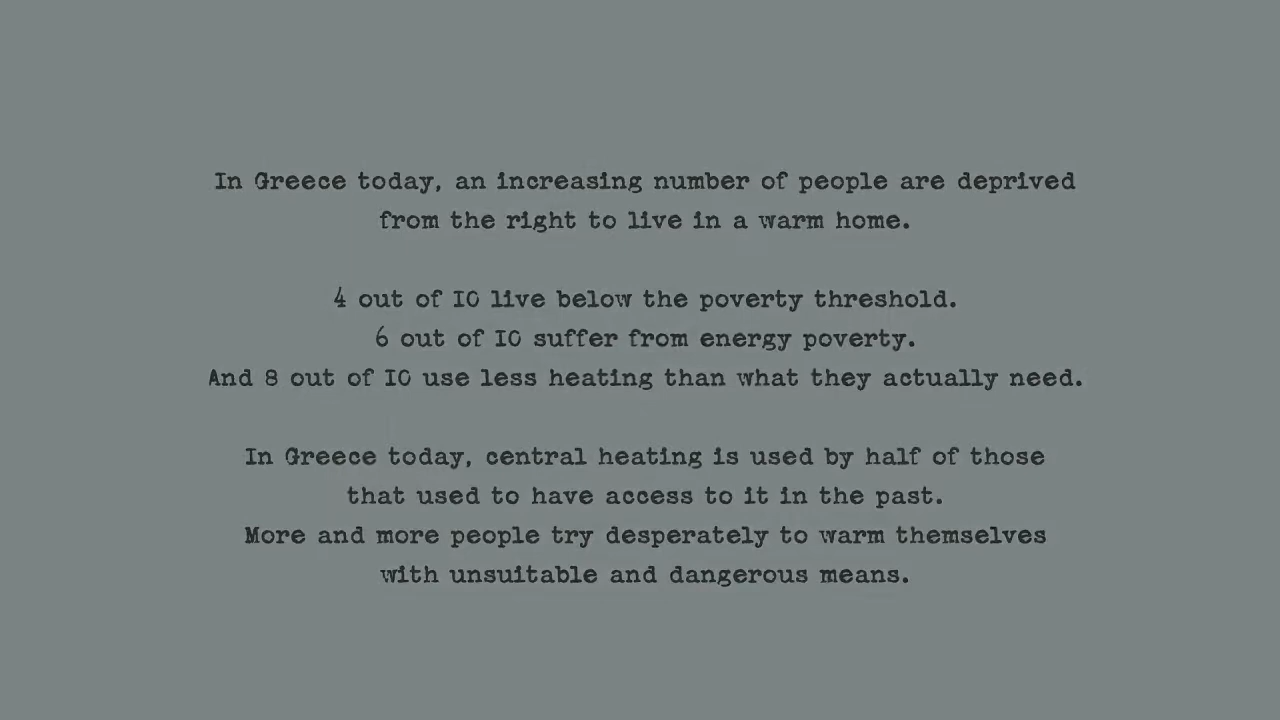 In Greece today, an increasing number of people are deprived
from the right to live in a warm home.
4 out of 10 live below the poverty threshold.
6 out of 10 suffer from energy poverty.
And 8 out of 10 use less heating than what they actually need.
In Greece today, central heating is used by half of those
that used to have access to it in the past.
More and more people try desperately to warm themselves
with unsuitable and dangerous means.